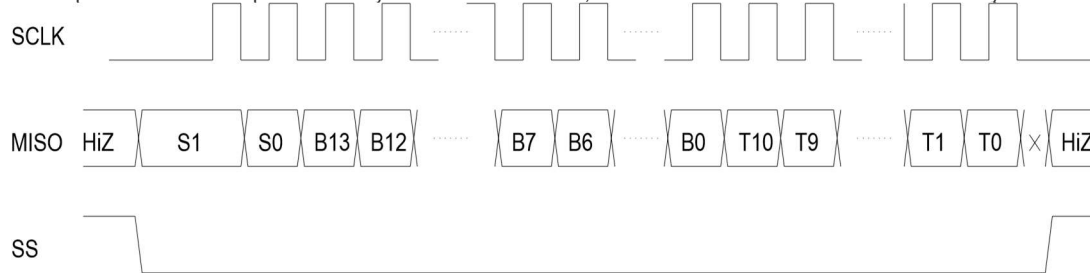 SCLK
MISO HiZ S1 S0 B13 B12 ........ B7 B6 ........ B0 T10 T9 ........ T1 T0 X HiZ
SS